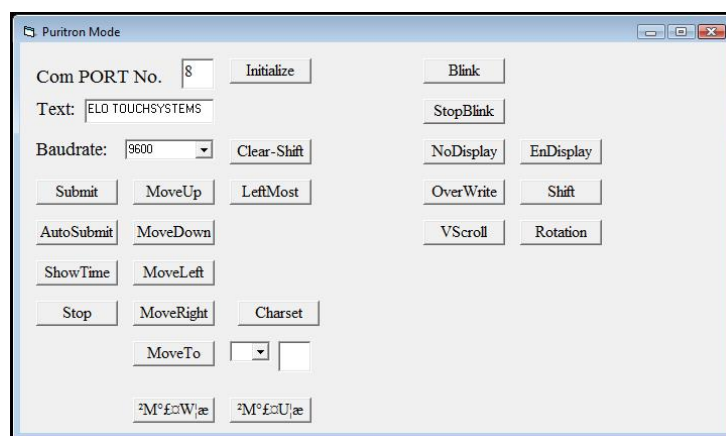 Puritron Mode
Com PORT No. 8 Initialize Blink
Text: ELO TOUCHSYSTEMS StopBlink
Baudrate: 9600 Clear-Shift NoDisplay EnDisplay
Submit MoveUp LeftMost OverWrite Shift
AutoSubmit MoveDown VScroll Rotation
ShowTime MoveLeft
Stop MoveRight Charset
MoveTo
²M°£¤W¦æ ²M°£¤U¦æ